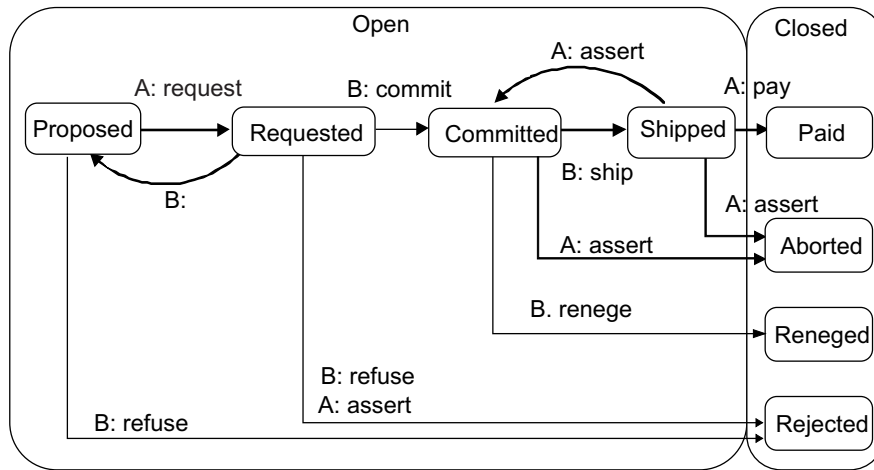 Open
Closed
A: assert
A: request
B: commit
A: pay
Proposed
Requested
Committed
Shipped
Paid
B:
B: ship
A: assert
A: assert
Aborted
B. renege
Reneged
B: refuse
A: assert
B: refuse
Rejected